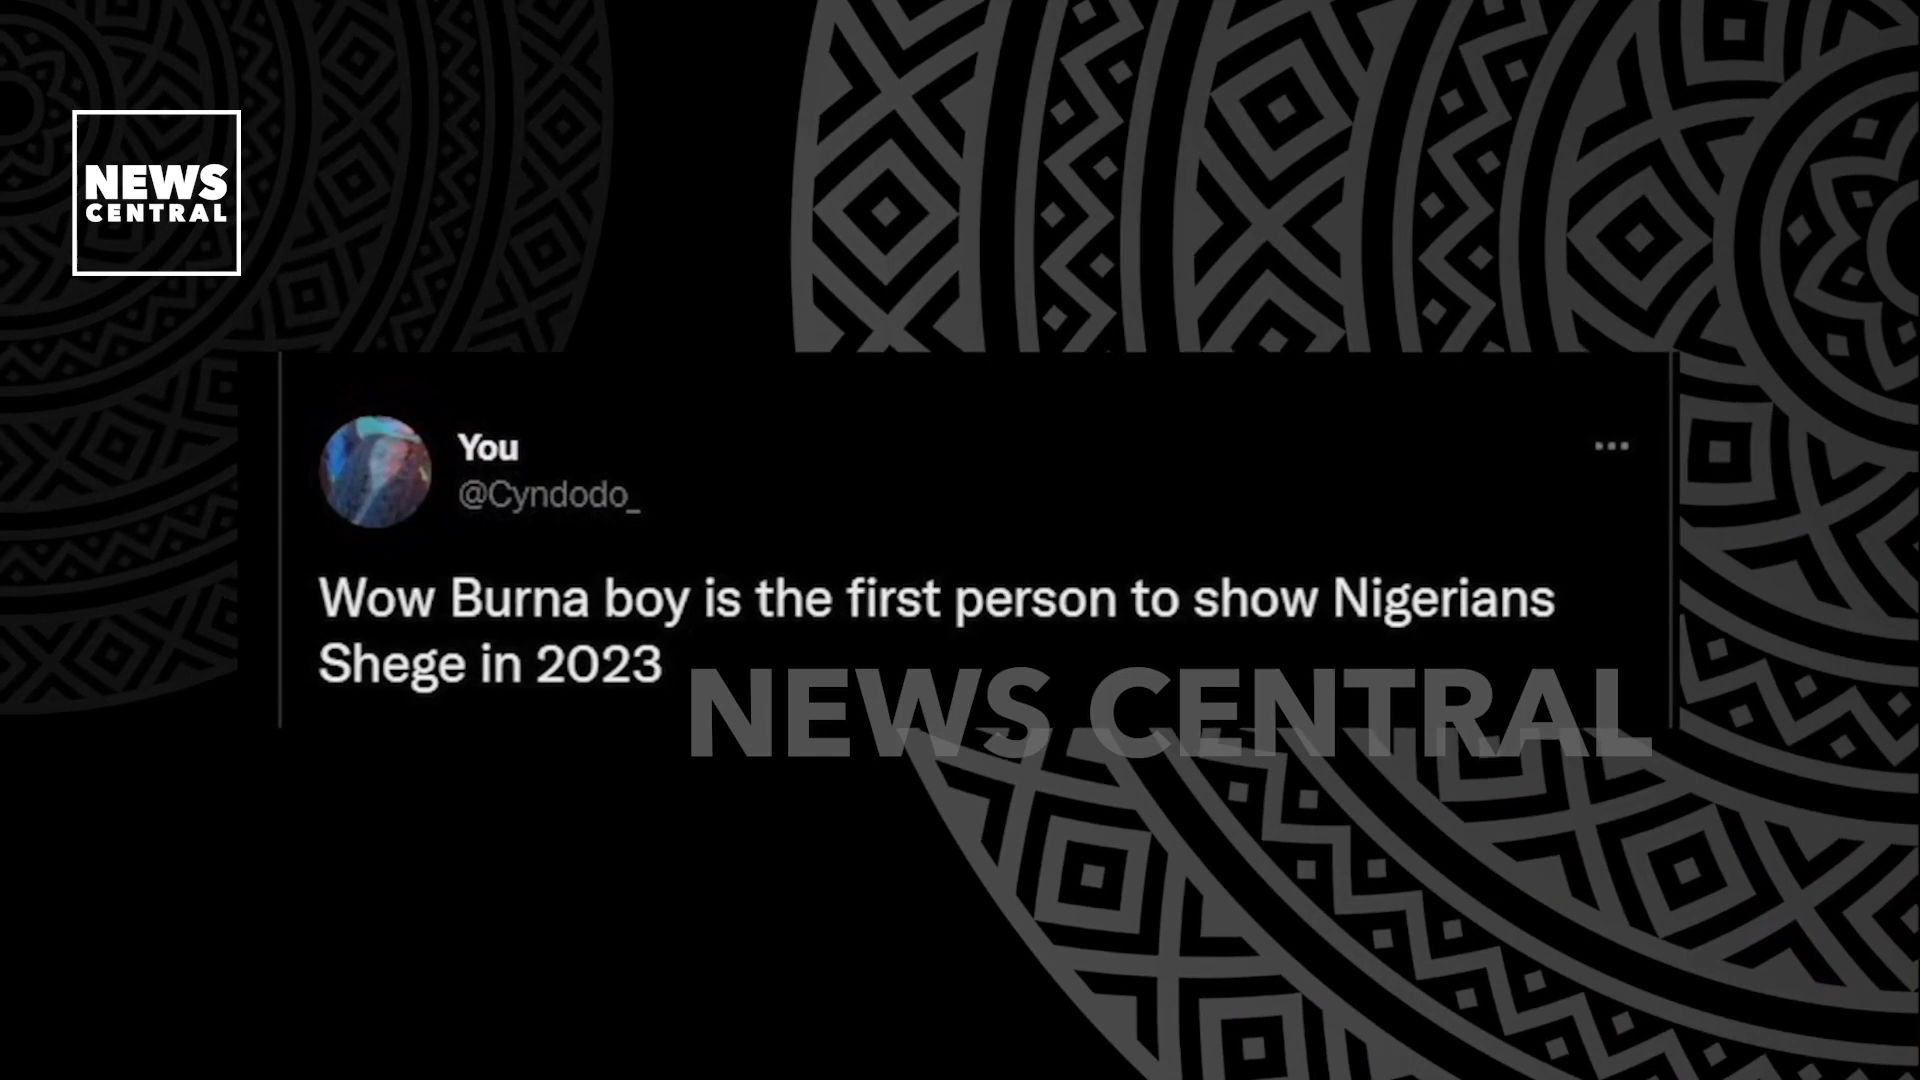 NEWS
CENTRAL
You
@Cyndodo_
Wow Burna boy is the first person to show Nigerians
Shege in 2023
NEWS CENTRAL